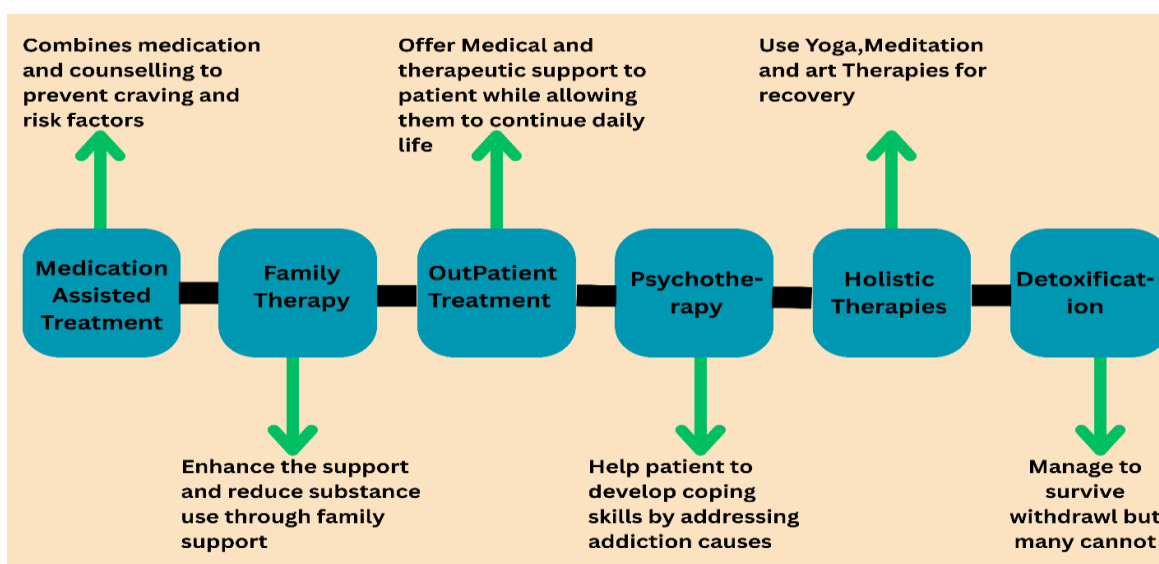 Combines medication
and counselling to
prevent craving and
risk factors
Offer Medical and
therapeutic support to
patient while allowing
them to continue daily
life
Use Yoga,Meditation
and art Therapies for
recovery
Medication
Assisted
Treatment
Family
Therapy
OutPatient
Treatment
Psychothe-
rapy
Holistic
Therapies
Detoxificat-
ion
Enhance the support
and reduce substance
use through family
support
Help patient to
develop coping
skills by addressing
addiction causes
Manage to
survive
withdrawl but
many cannot